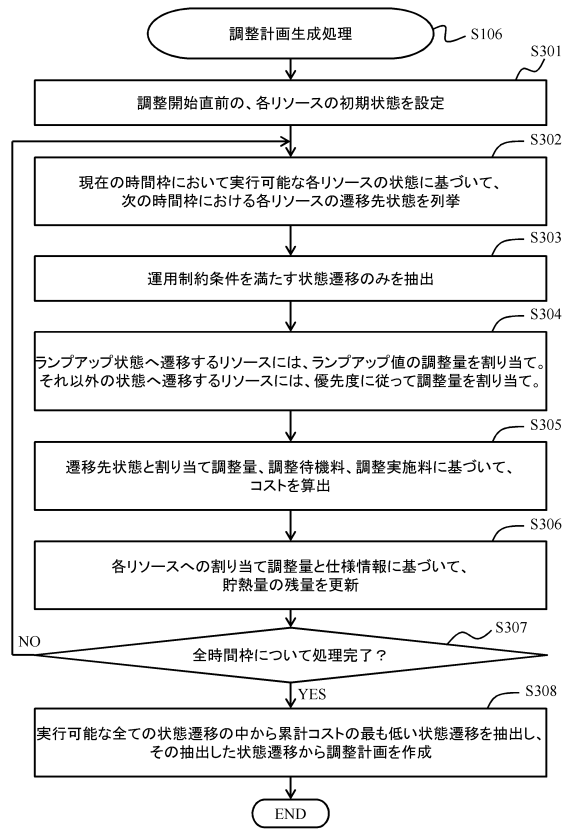 調整計画生成処理
S106
S301
調整開始直前の、各リソースの初期状態を設定
S302
現在の時間枠において実行可能な各リソースの状態に基づいて、
次の時間枠における各リソースの遷移先状態を列挙
S303
運用制約条件を満たす状態遷移のみを抽出
S304
ランプアップ状態へ遷移するリソースには、ランプアップ値の調整量を割り当て。
それ以外の状態へ遷移するリソースには、優先度に従って調整量を割り当て。
S305
遷移先状態と割り当て調整量、調整待機料、調整実施料に基づいて、
コストを算出
S306
各リソースへの割り当て調整量と仕様情報に基づいて、
貯熱量の残量を更新
S307
NO
全時間枠について処理完了？
YES
S308
実行可能な全ての状態遷移の中から累計コストの最も低い状態遷移を抽出し、
その抽出した状態遷移から調整計画を作成
END